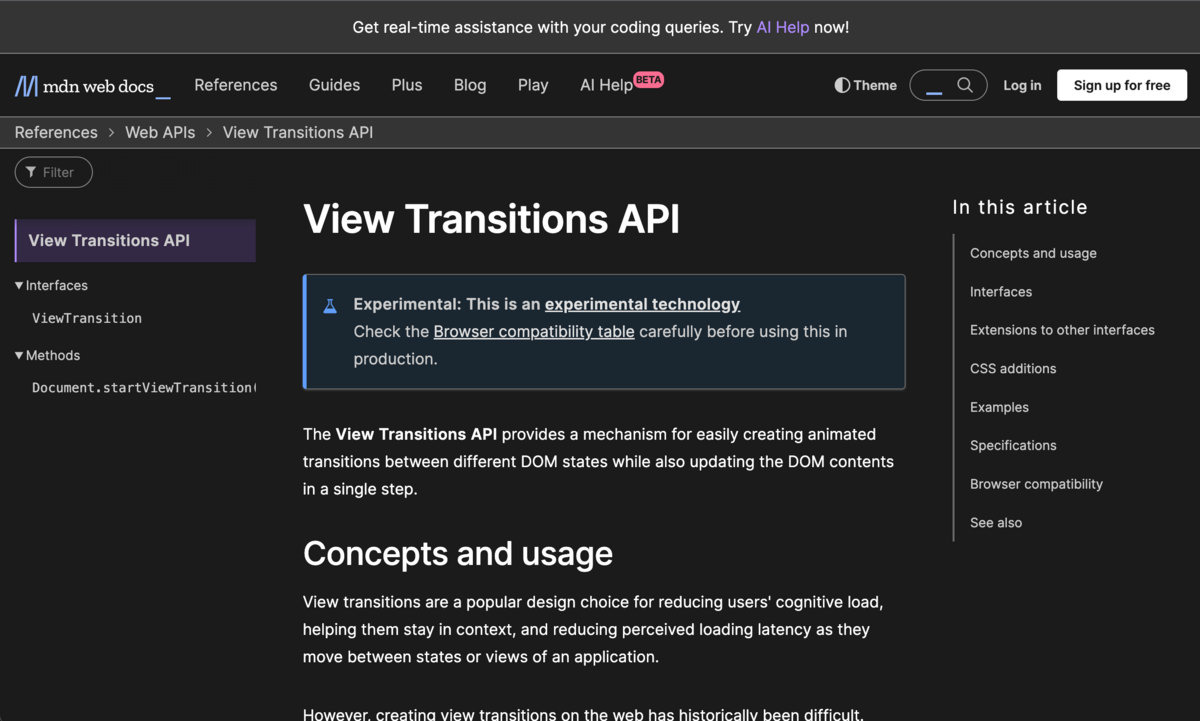 Get real-time assistance with your coding queries. Try AI Help now!
mdn web docs_
References
Guides
Plus
Blog
Play
AI Help BETA
Theme
_
Log in
Sign up for free
References > Web APIs > View Transitions API
Filter
View Transitions API
▼ Interfaces
ViewTransition
▼ Methods
Document.startViewTransition(
View Transitions API
Experimental: This is an experimental technology
Check the Browser compatibility table carefully before using this in
production.
The View Transitions API provides a mechanism for easily creating animated
transitions between different DOM states while also updating the DOM contents
in a single step.
Concepts and usage
View transitions are a popular design choice for reducing users' cognitive load,
helping them stay in context, and reducing perceived loading latency as they
move between states or views of an application.
However, creating view transitions on the web has historically been difficult.
In this article
Concepts and usage
Interfaces
Extensions to other interfaces
CSS additions
Examples
Specifications
Browser compatibility
See also